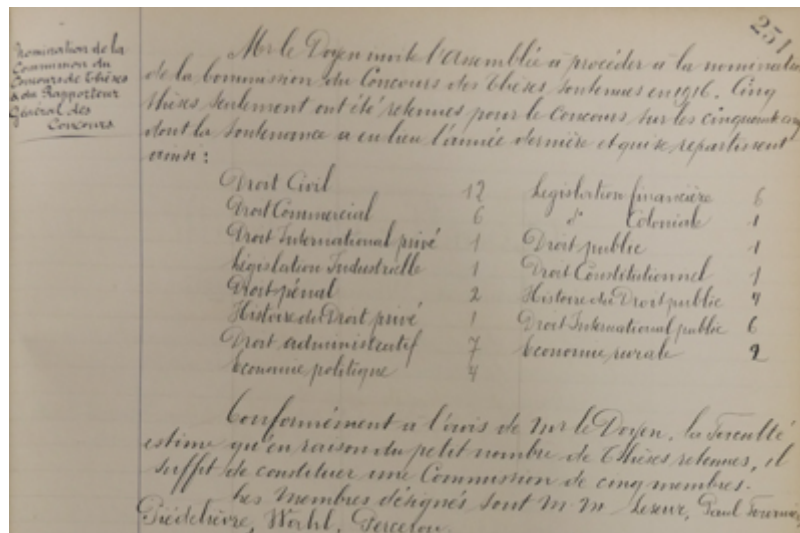 251
Nomination de la
Commission du
Concours de Thèses
& du Rapporteur
Général des
Concours
Mr le Doyen invite l'Assemblée à procéder à la nomination
de la Commission du Concours des Thèses soutenues en 1916. Cinq
thèses seulement ont été retenues pour le Concours sur les cinquante cinq
dont la soutenance a eu lieu l'année dernière et qui se répartissent
ainsi :
Droit Civil 12 Législation financière 6
Droit Commercial 6 d° Coloniale 1
Droit International privé 1 Droit public 1
Législation Industrielle 1 Droit Constitutionnel 1
Droit pénal 2 Histoire du Droit public
Histoire du Droit privé 1 Droit International public 6
Droit administratif 7 Économie rurale 2
Économie politique 4
Conformément à l'avis de Mr le Doyen, la Faculté
estime qu'en raison du petit nombre de Thèses retenues, il
suffit de constituer une Commission de cinq membres.
Les Membres désignés sont M. M. Leseur, Paul Fournier,
Piédelièvre, Wahl, Percerou.